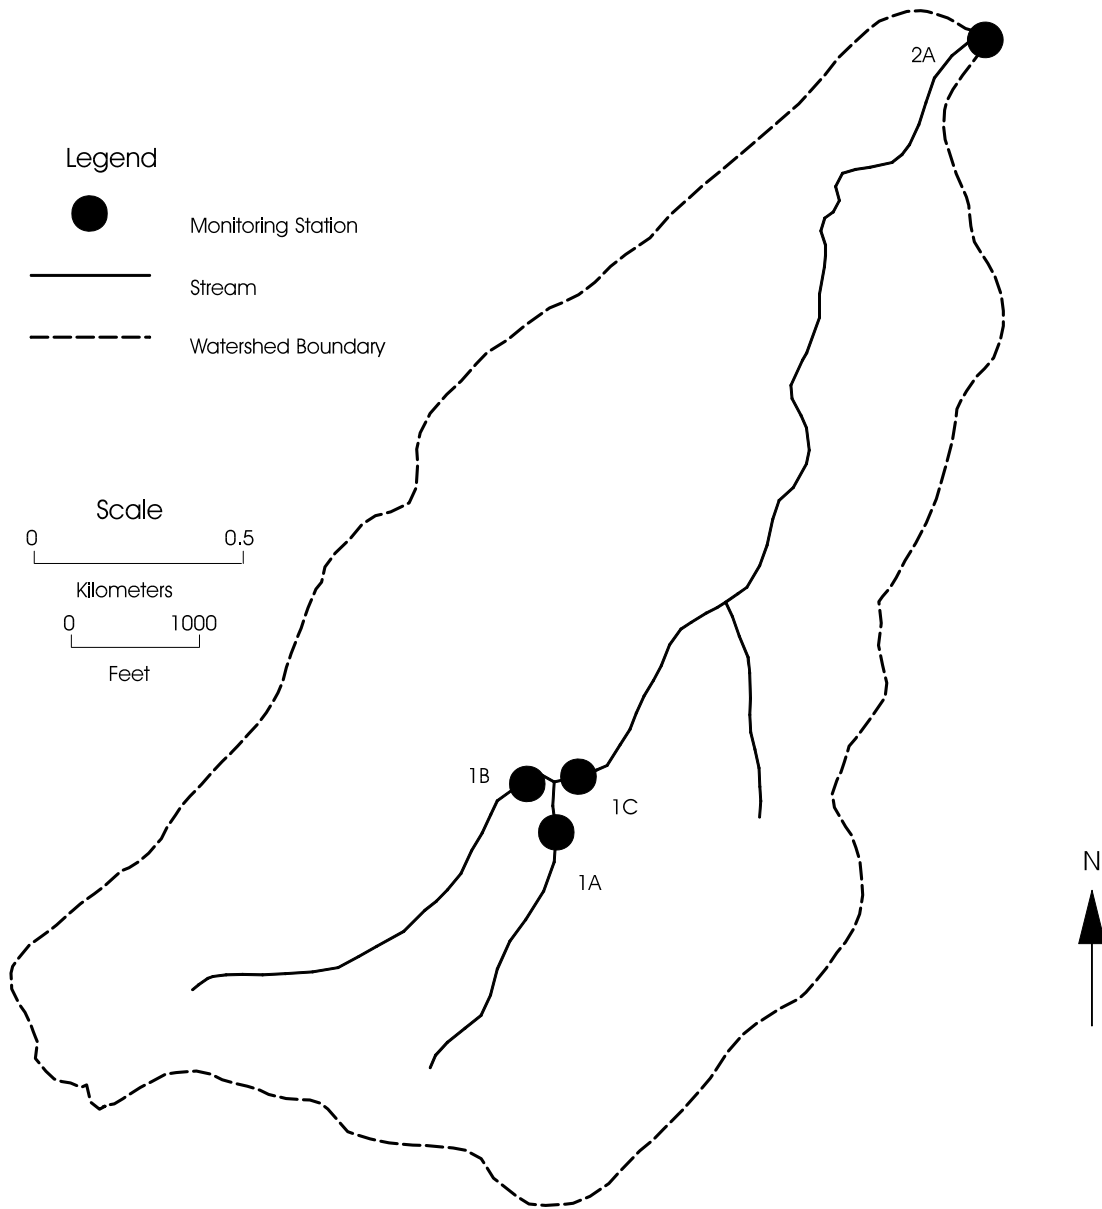 2A
Legend
Monitoring Station
Stream
Watershed Boundary
Scale
0 0.5
Kilometers
0 1000
Feet
1B
1C
1A
N